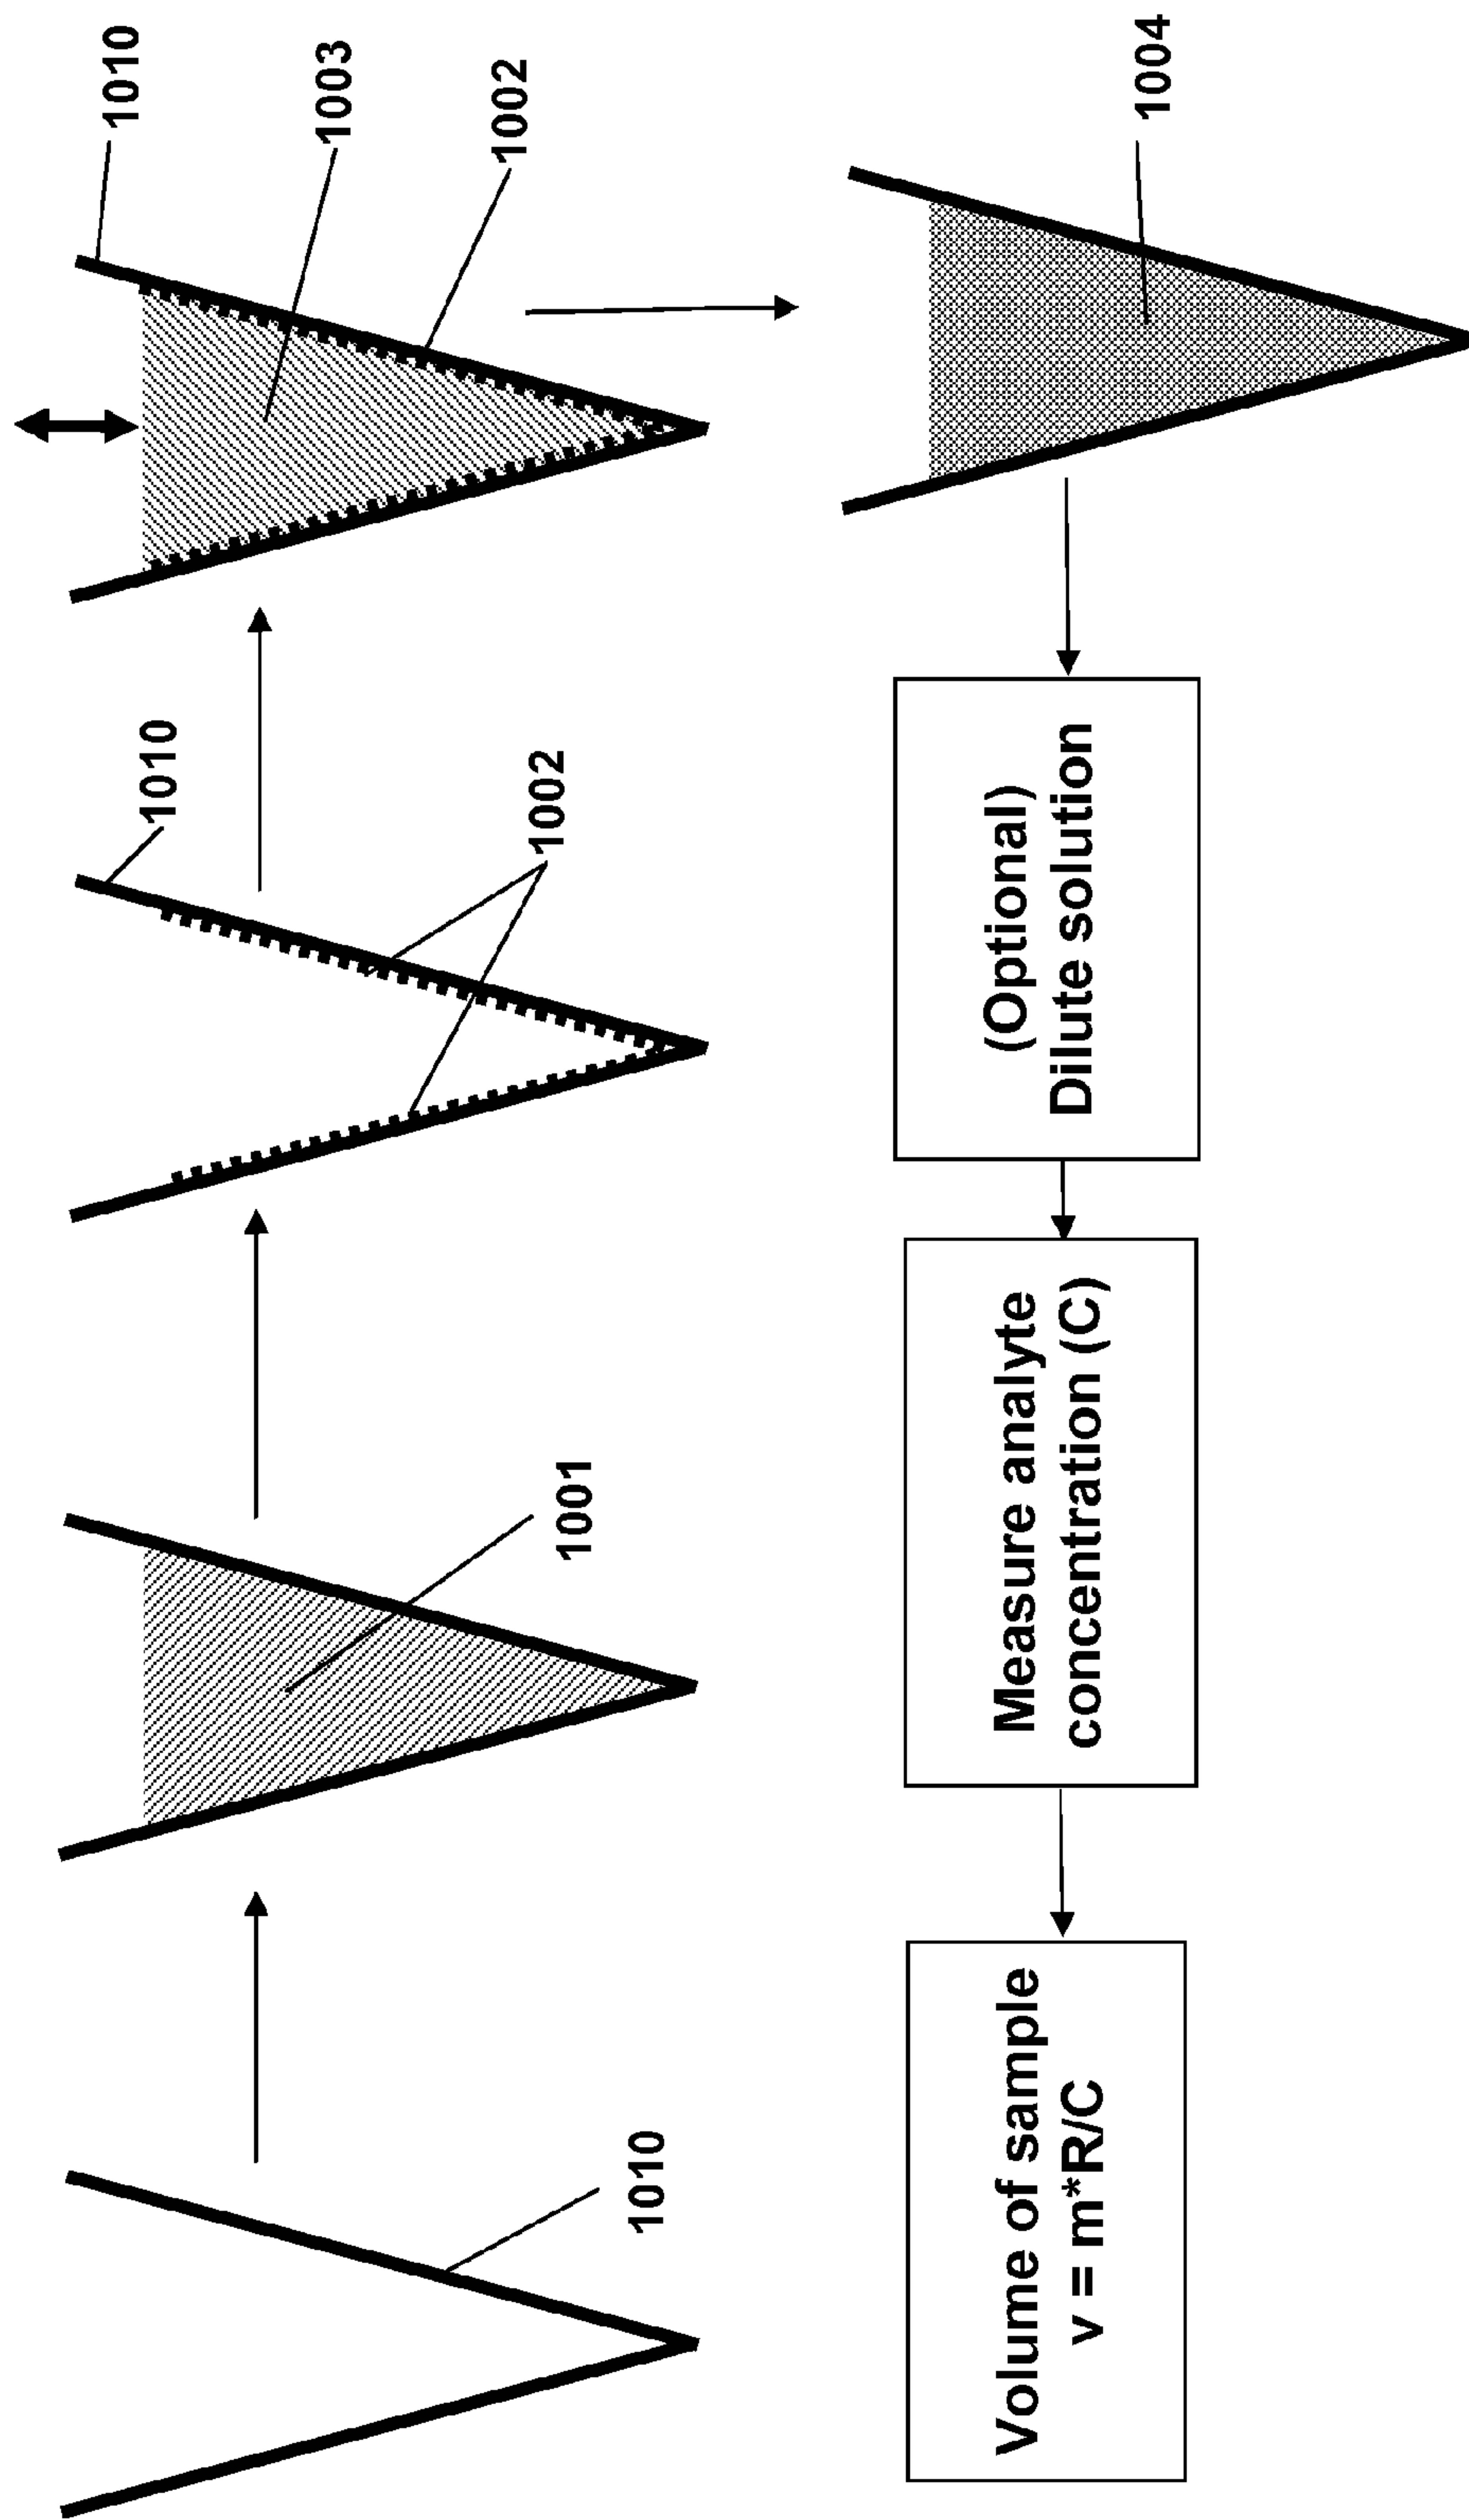 1010
1001
1010
1002
1010
1003
1002
Volume of sample
v = m*R/C
Measure analyte
concentration (C)
(Optional)
Dilute solution
1004